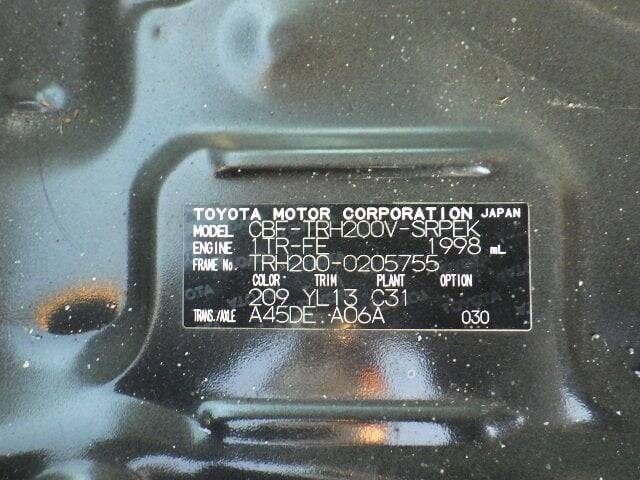 TOYOTA MOTOR CORPORATION JAPAN
MODEL CBF-TRH200V-SRPEK
ENGINE 1TR-FE 1998 mL
FRAME No. TRH200-0205755
COLOR TRIM PLANT OPTION
209 YL13 C31
TRANS./AXLE A45DE A06A 030